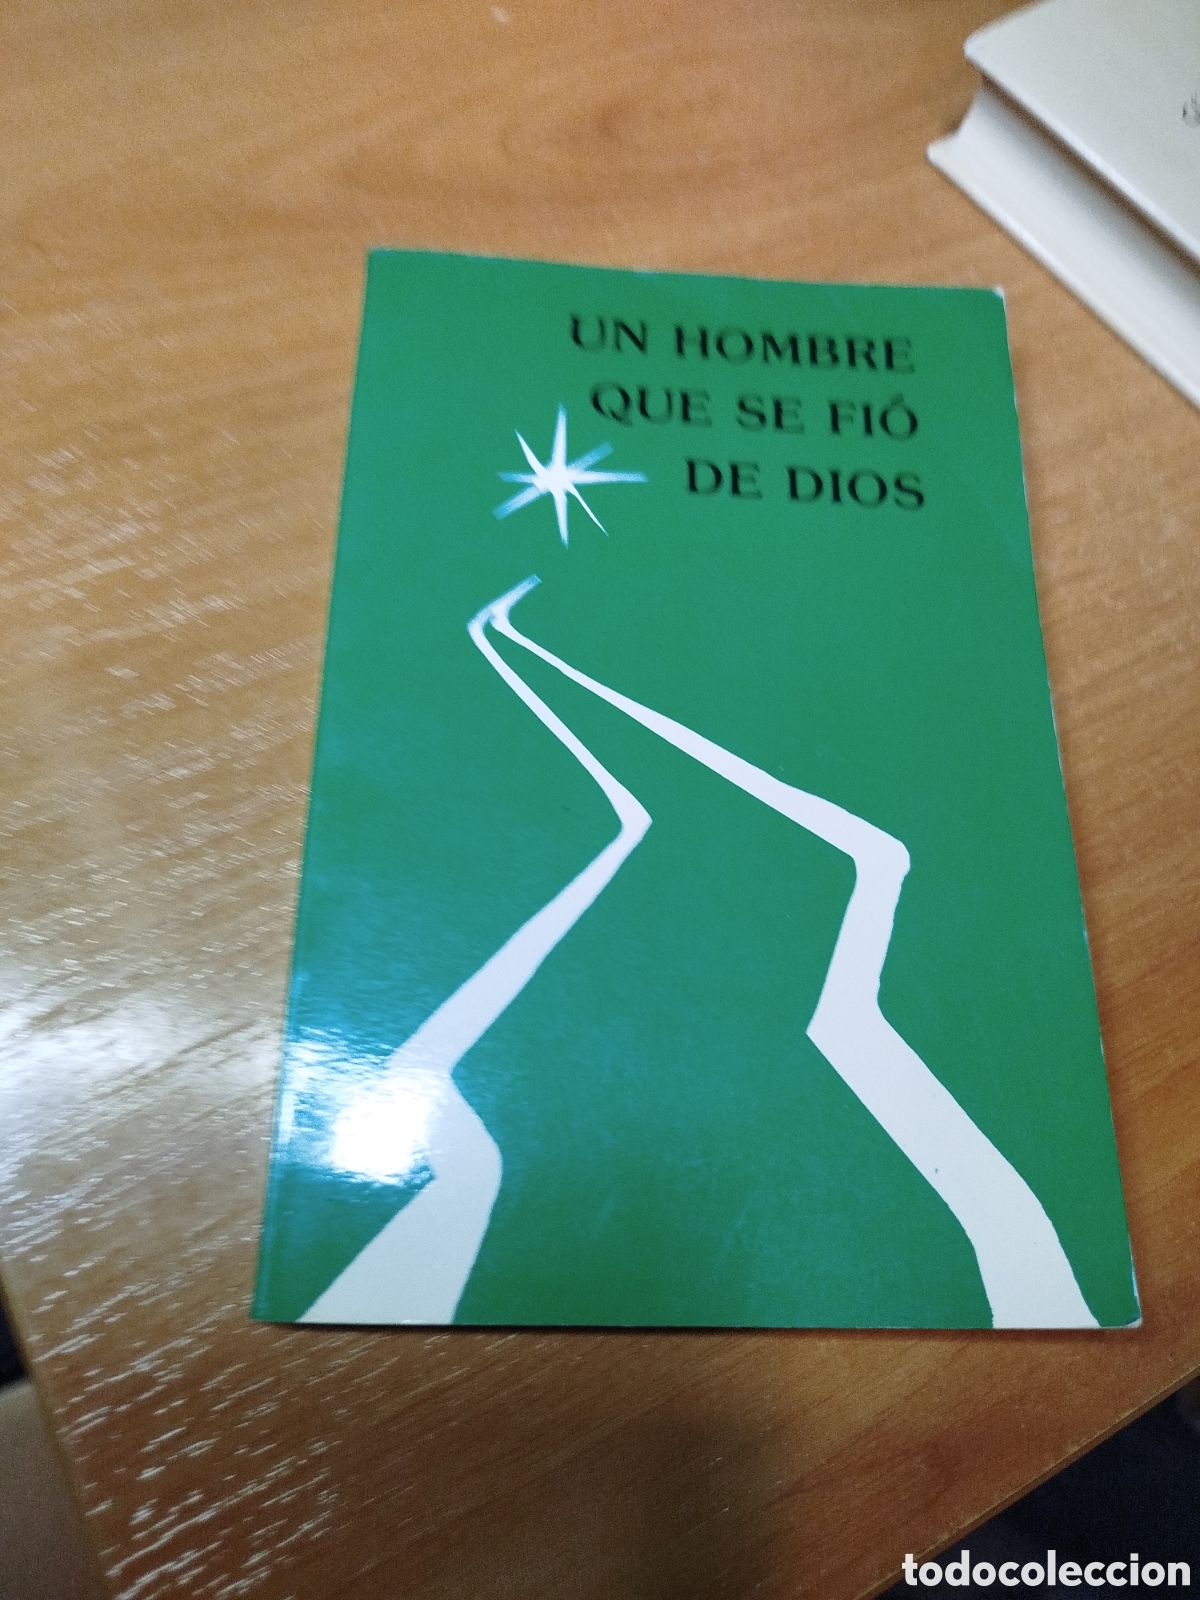 UN HOMBRE
QUE SE FIÓ
DE DIOS
todocoleccion